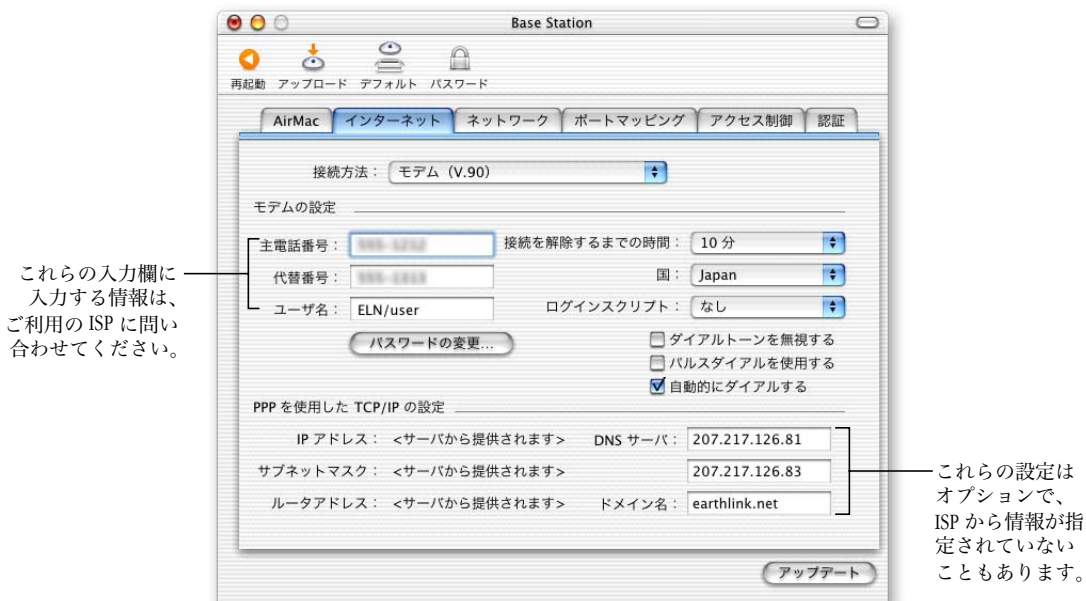 Base Station
再起動 アップロード デフォルト パスワード
AirMac インターネット ネットワーク ポートマッピング アクセス制御 認証
接続方法： モデム（V.90）
モデムの設定
主電話番号： 接続を解除するまでの時間： 10 分
代替番号： 国： Japan
ユーザ名： ELN/user ログインスクリプト： なし
パスワードの変更... ダイアルトーンを無視する
パルスダイアルを使用する
自動的にダイアルする
PPP を使用した TCP/IP の設定
IP アドレス： <サーバから提供されます> DNS サーバ： 207.217.126.81
サブネットマスク： <サーバから提供されます> 207.217.126.83
ルータアドレス： <サーバから提供されます> ドメイン名： earthlink.net
アップデート
これらの入力欄に
入力する情報は、
ご利用の ISP に問い
合わせてください。
これらの設定は
オプションで、
ISP から情報が指
定されていない
こともあります。